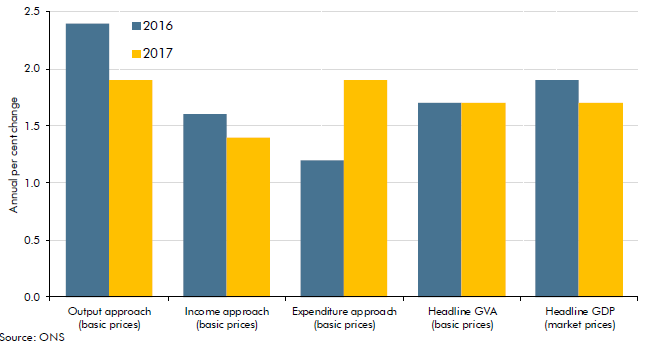 2.5
2016
2017
2.0
1.5
1.0
0.5
0.0
Annual per cent change
Output approach
(basic prices)
Income approach
(basic prices)
Expenditure approach
(basic prices)
Headline GVA
(basic prices)
Headline GDP
(market prices)
Source: ONS